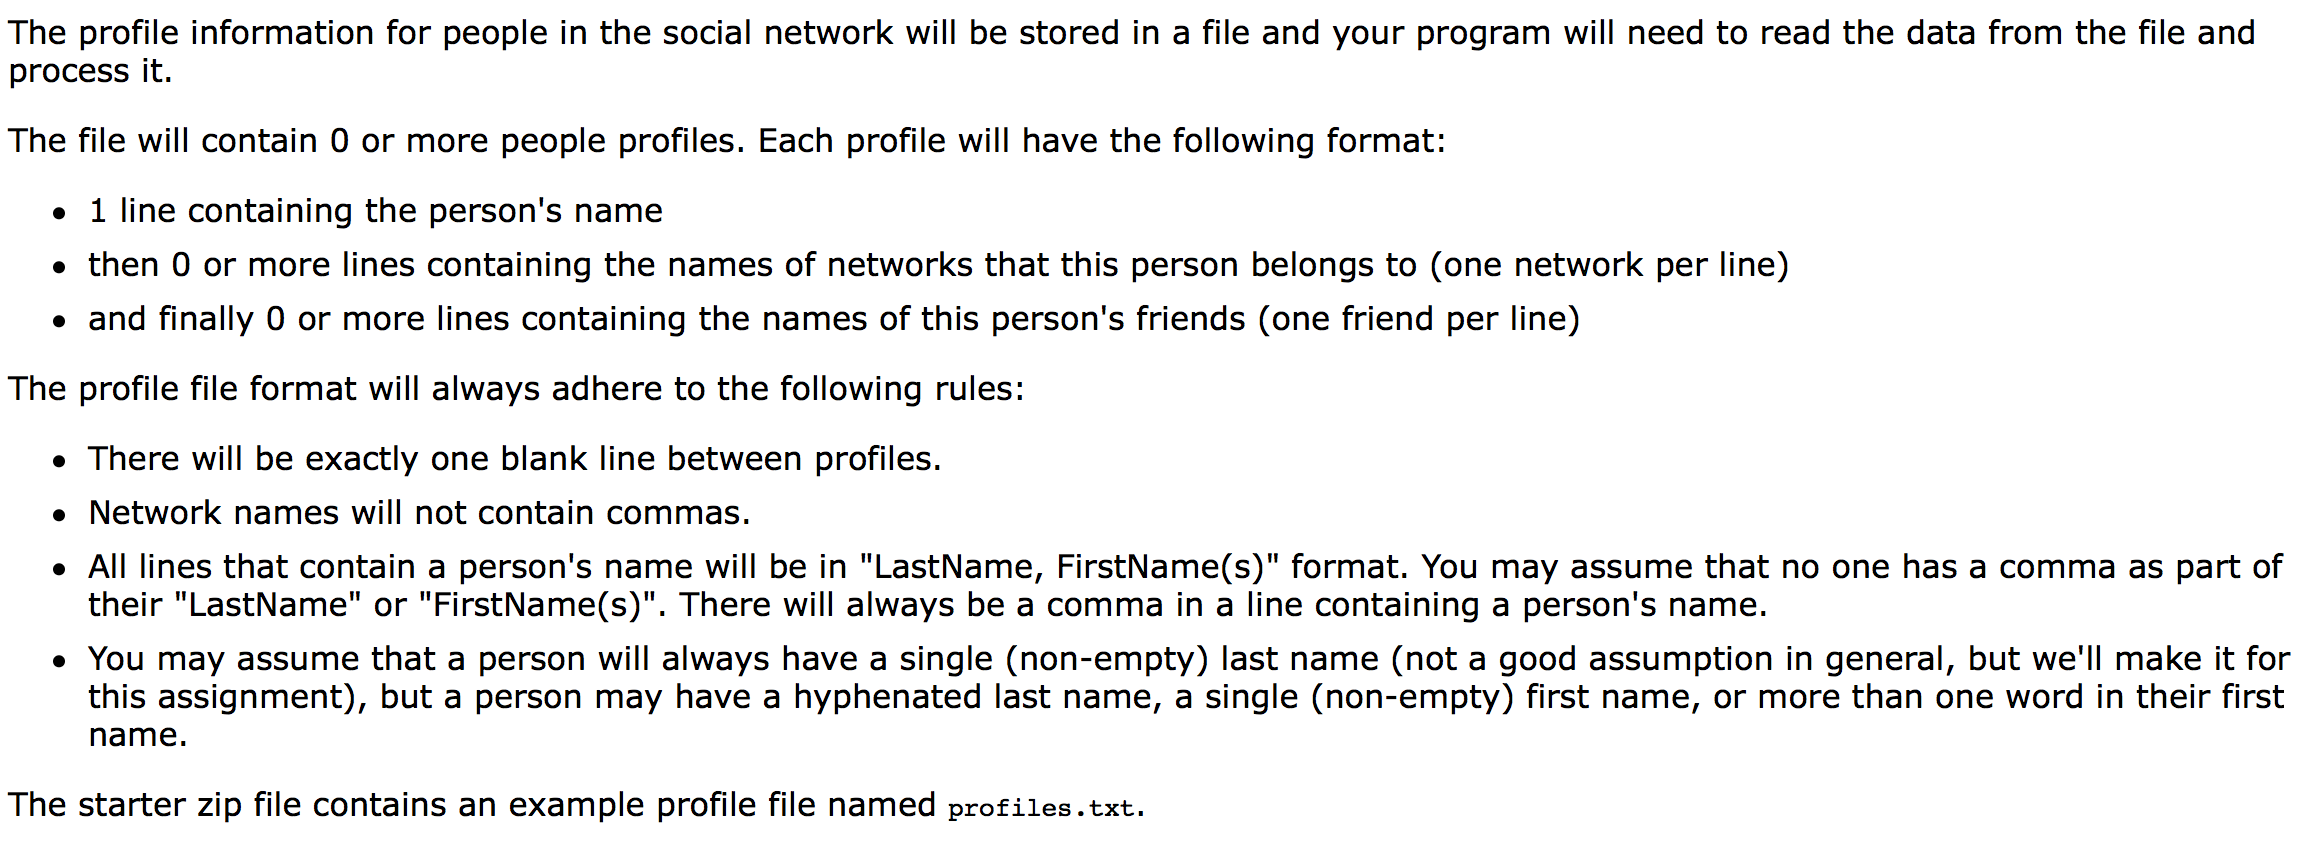 The profile information for people in the social network will be stored in a file and your program will need to read the data from the file and
process it.
The file will contain 0 or more people profiles. Each profile will have the following format:
• 1 line containing the person's name
• then 0 or more lines containing the names of networks that this person belongs to (one network per line)
• and finally 0 or more lines containing the names of this person's friends (one friend per line)
The profile file format will always adhere to the following rules:
• There will be exactly one blank line between profiles.
• Network names will not contain commas.
• All lines that contain a person's name will be in "LastName, FirstName(s)" format. You may assume that no one has a comma as part of
their "LastName" or "FirstName(s)". There will always be a comma in a line containing a person's name.
• You may assume that a person will always have a single (non-empty) last name (not a good assumption in general, but we'll make it for
this assignment), but a person may have a hyphenated last name, a single (non-empty) first name, or more than one word in their first
name.
The starter zip file contains an example profile file named profiles.txt.